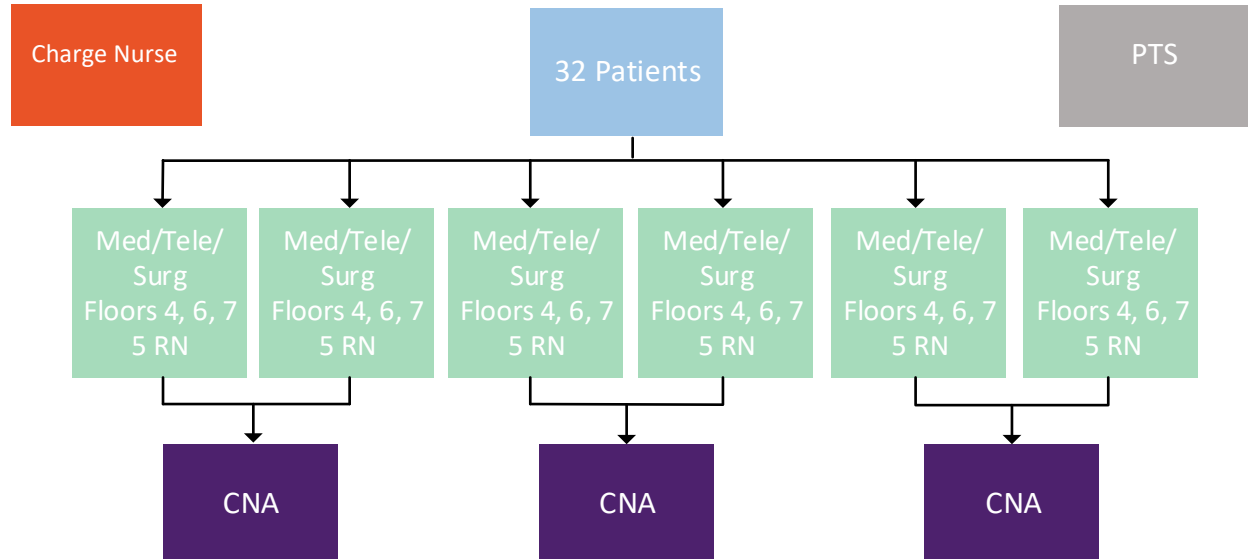 Charge Nurse
32 Patients
PTS
Med/Tele/
Surg
Floors 4, 6, 7
5 RN
Med/Tele/
Surg
Floors 4, 6, 7
5 RN
Med/Tele/
Surg
Floors 4, 6, 7
5 RN
Med/Tele/
Surg
Floors 4, 6, 7
5 RN
Med/Tele/
Surg
Floors 4, 6, 7
5 RN
Med/Tele/
Surg
Floors 4, 6, 7
5 RN
CNA
CNA
CNA